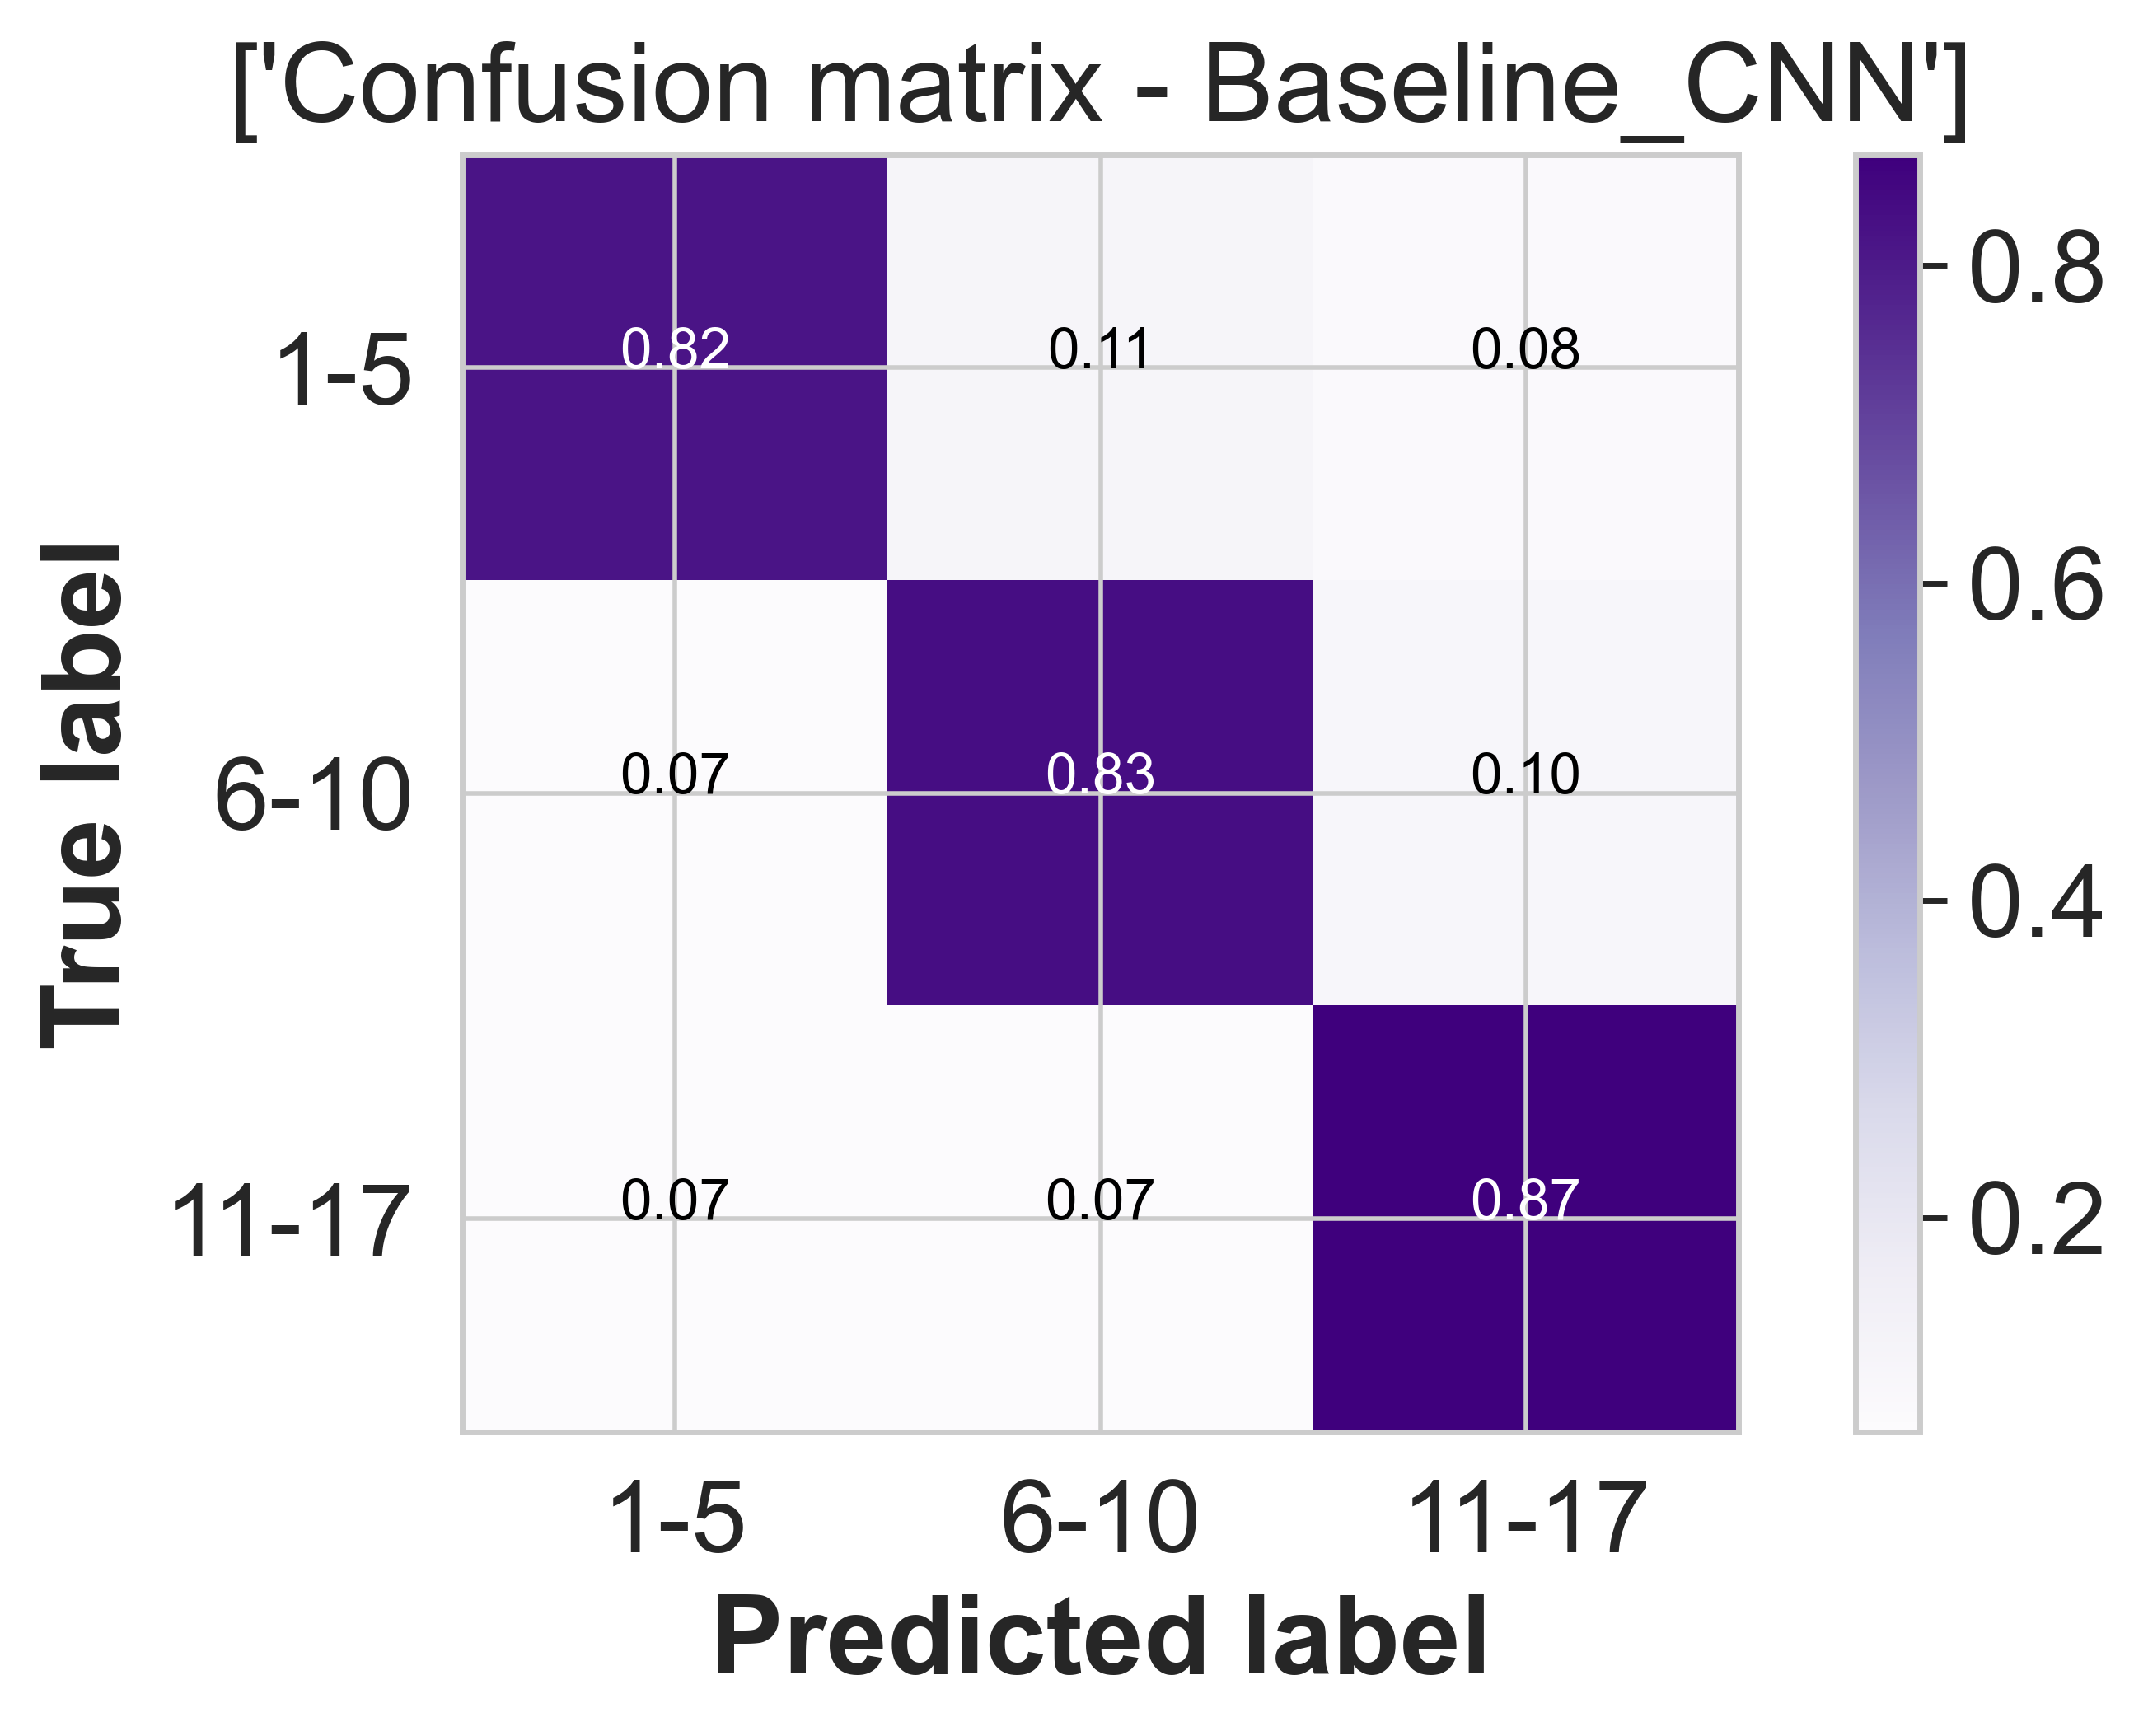 ['Confusion matrix - Baseline_CNN']
True label
1-5
0.82 0.11 0.08
6-10
0.07 0.83 0.10
11-17
0.07 0.07 0.87
1-5 6-10 11-17
Predicted label
0.8
0.6
0.4
0.2